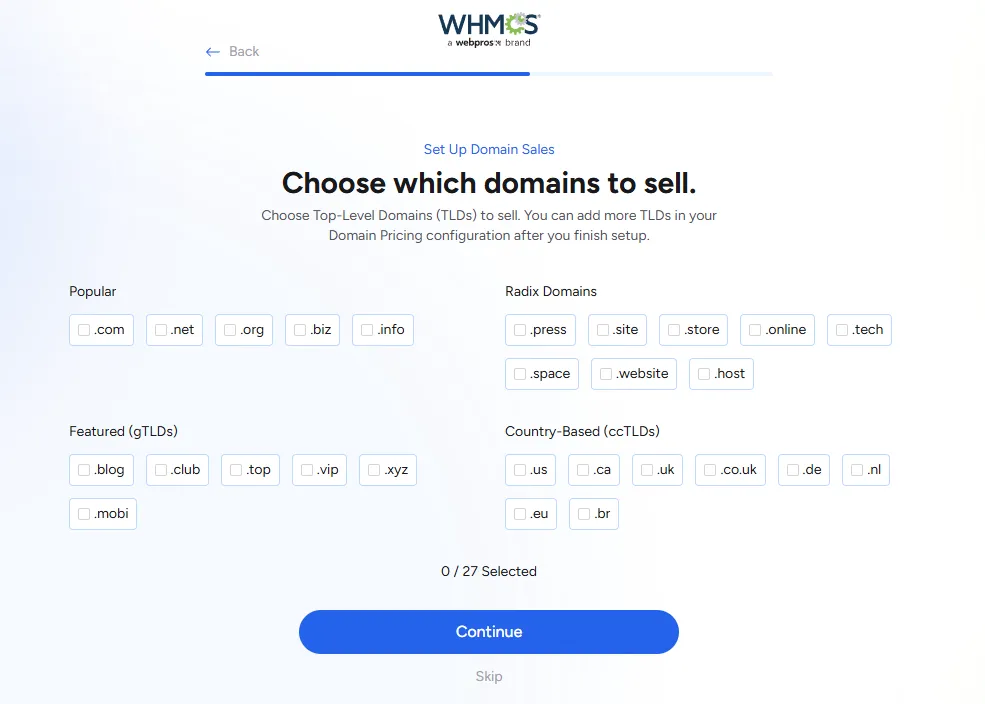 WHMCS
a webpros brand
Back
Set Up Domain Sales
Choose which domains to sell.
Choose Top-Level Domains (TLDs) to sell. You can add more TLDs in your
Domain Pricing configuration after you finish setup.
Popular
.com .net .org .biz .info
Radix Domains
.press .site .store .online .tech
.space .website .host
Featured (gTLDs)
.blog .club .top .vip .xyz
.mobi
Country-Based (ccTLDs)
.us .ca .uk .co.uk .de .nl
.eu .br
0 / 27 Selected
Continue
Skip